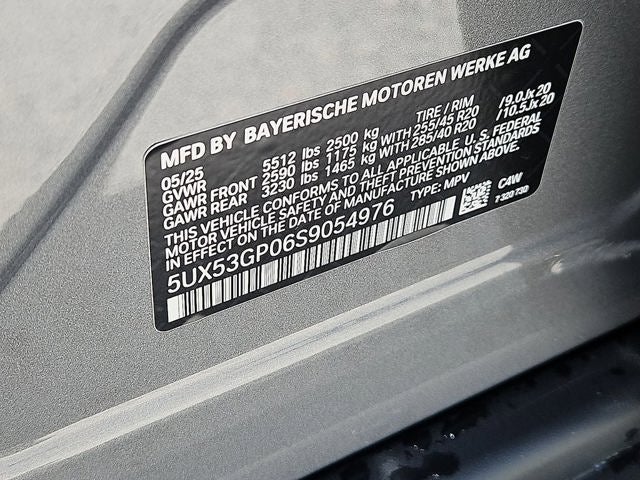 MFD BY BAYERISCHE MOTOREN WERKE AG
05/25 TIRE / RIM
GVWR 5512 lbs 2500 kg
GAWR FRONT 2590 lbs 1175 kg WITH 255/45 R20 /9.0Jx20
GAWR REAR 3230 lbs 1465 kg WITH 285/40 R20 /10.5Jx20
THIS VEHICLE CONFORMS TO ALL APPLICABLE U.S. FEDERAL
MOTOR VEHICLE SAFETY AND THEFT PREVENTION STANDARDS
IN EFFECT ON THE DATE OF MANUFACTURE SHOWN ABOVE.
5UX53GP06S9054976 TYPE: MPV C4W
7 320 730